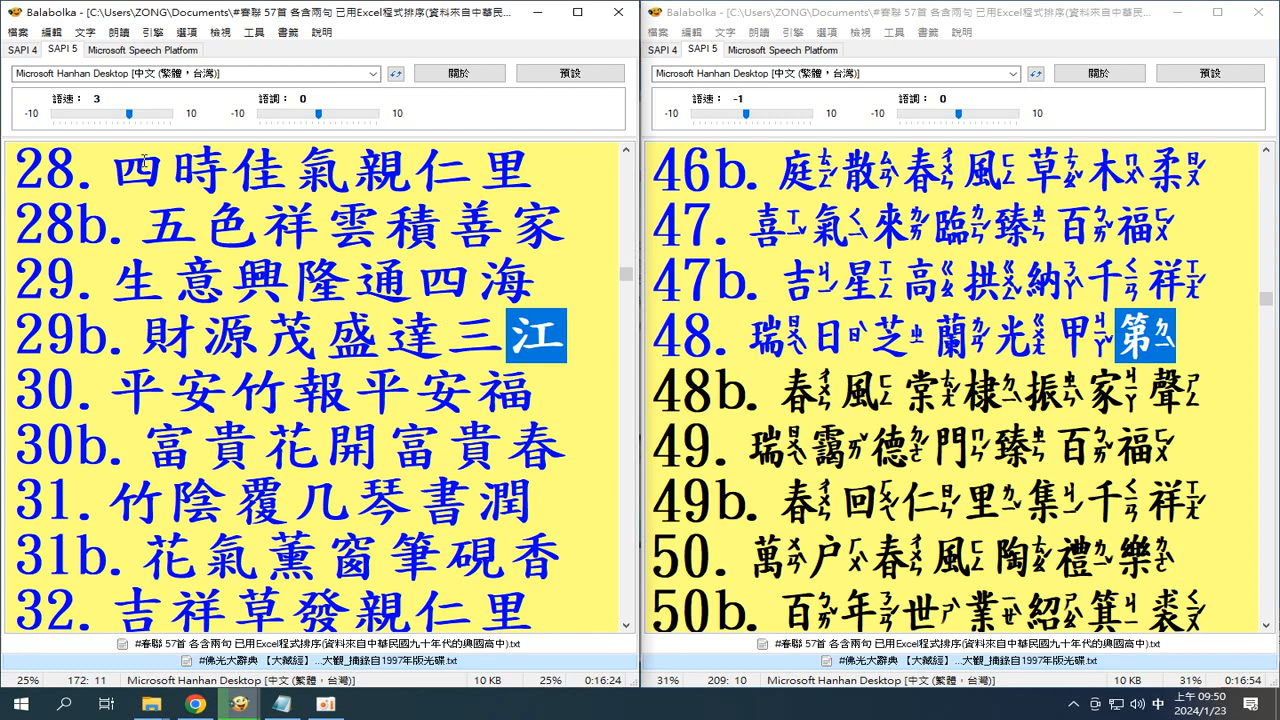 Balabolka - [C:\Users\ZONG\Documents\#春聯 57首 各含兩句 已用Excel程式排序(資料來自中華民...
檔案 編輯 文字 朗讀 引擎 選項 檢視 工具 書籤 說明
SAPI 4 SAPI 5 Microsoft Speech Platform
Microsoft Hanhan Desktop [中文 (繁體，台灣)]
關於 預設
語速： 3 語調： 0
-10 10 -10 10
28. 四時佳氣親仁里
28b. 五色祥雲積善家
29. 生意興隆通四海
29b. 財源茂盛達三江
30. 平安竹報平安福
30b. 富貴花開富貴春
31. 竹陰覆几琴書潤
31b. 花氣薰窗筆硯香
32. 吉祥草發親仁里
#春聯 57首 各含兩句 已用Excel程式排序(資料來自中華民國九十年代的典國高中).txt
#佛光大辭典 【大藏經】...大觀_摘錄自1997年版光碟.txt
25% 172: 11 Microsoft Hanhan Desktop [中文 (繁體，台灣)] 10 KB 25% 0:16:24
Balabolka - [C:\Users\ZONG\Documents\#春聯 57首 各含兩句 已用Excel程式排序(資料來自中華民...
檔案 編輯 文字 朗讀 引擎 選項 檢視 工具 書籤 說明
SAPI 4 SAPI 5 Microsoft Speech Platform
Microsoft Hanhan Desktop [中文 (繁體，台灣)]
關於 預設
語速： -1 語調： 0
-10 10 -10 10
46b. 庭散春風草木柔
47. 喜氣來臨臻百福
47b. 吉星高拱納千祥
48. 瑞日芝蘭光甲第
48b. 春風棠棣振家聲
49. 瑞靄德門臻百福
49b. 春回仁里集千祥
50. 萬户春風陶禮樂
50b. 百年世業紹箕裘
#春聯 57首 各含兩句 已用Excel程式排序(資料來自中華民國九十年代的典國高中).txt
#佛光大辭典 【大藏經】...大觀_摘錄自1997年版光碟.txt
31% 209: 10 Microsoft Hanhan Desktop [中文 (繁體，台灣)] 10 KB 31% 0:16:54
中
上午 09:50
2024/1/23